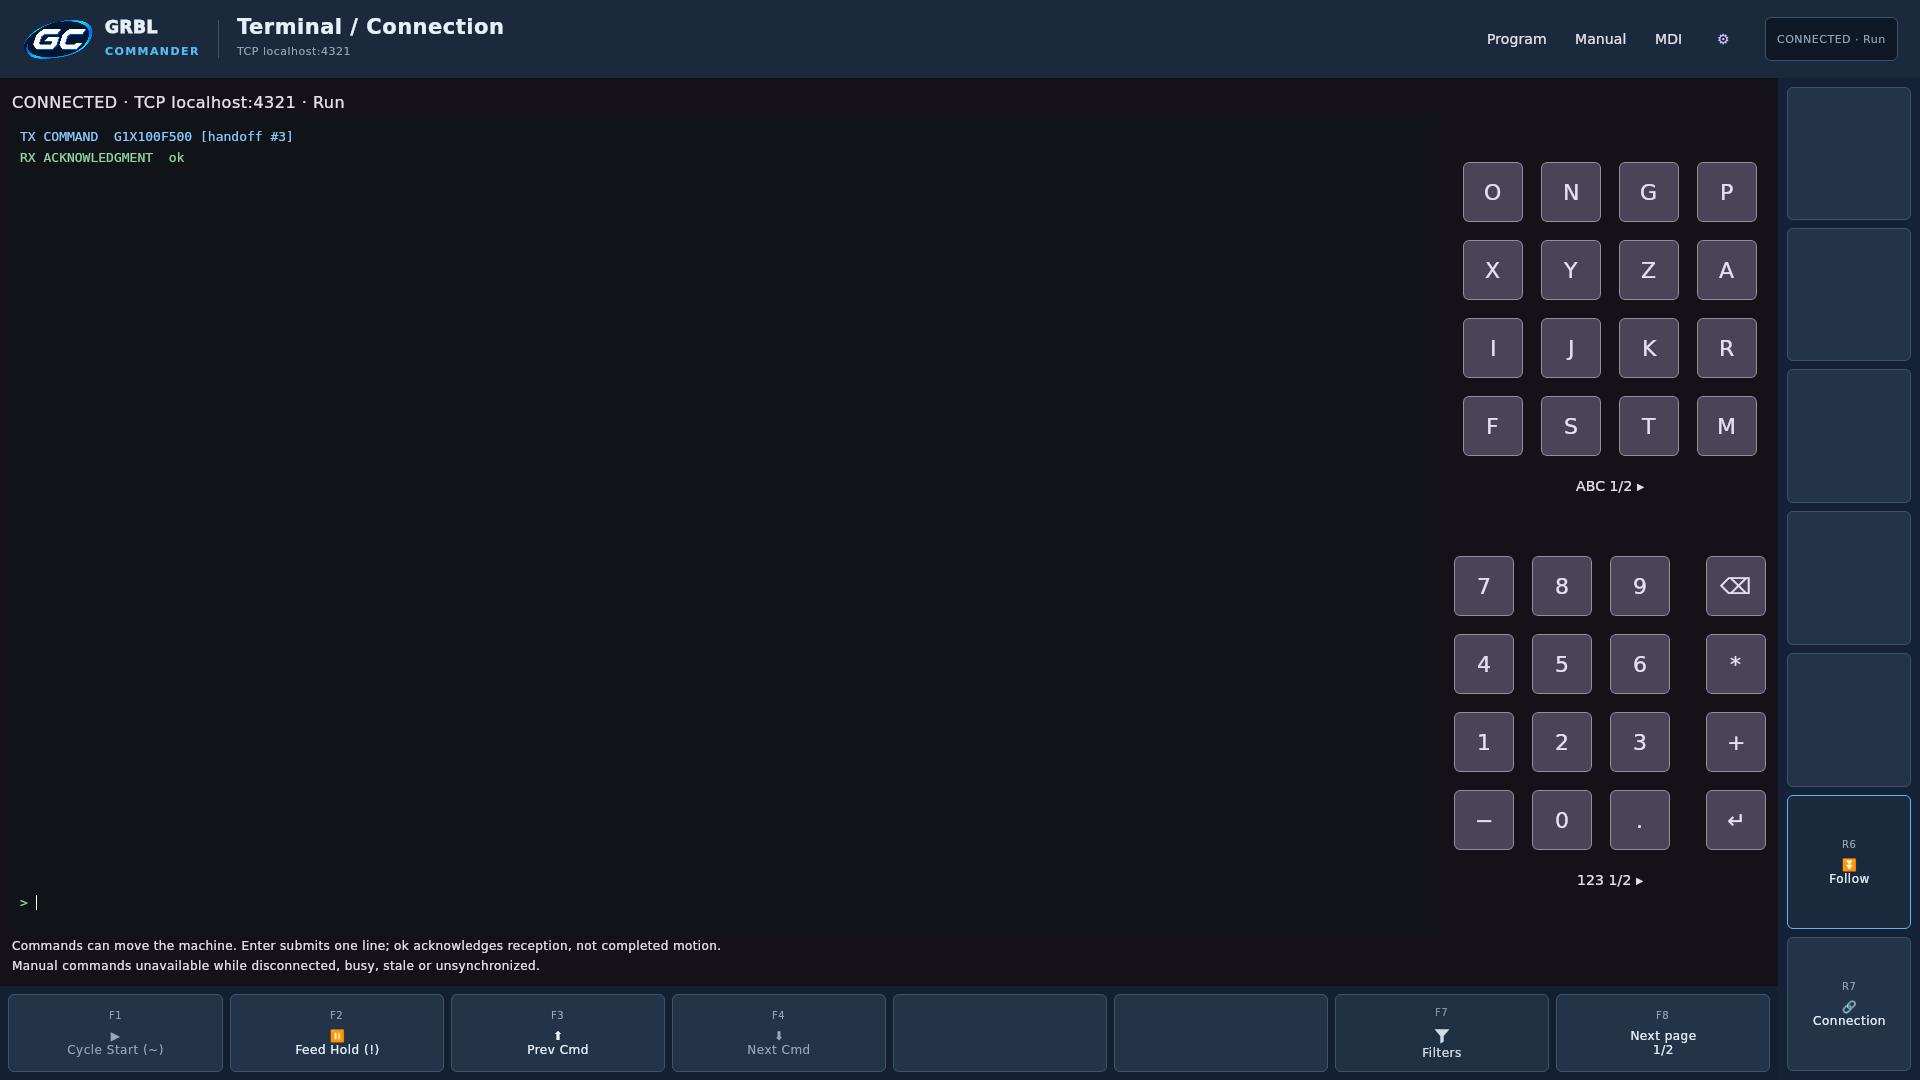 GC
GRBL
COMMANDER
Terminal / Connection
TCP localhost:4321
Program
Manual
MDI
CONNECTED · Run
CONNECTED · TCP localhost:4321 · Run
TX COMMAND  G1X100F500 [handoff #3]
RX ACKNOWLEDGMENT  ok
O N G P
X Y Z A
I J K R
F S T M
ABC 1/2 ▸
7 8 9 ⌫
4 5 6 *
1 2 3 +
− 0 . ↵
123 1/2 ▸
>
Commands can move the machine. Enter submits one line; ok acknowledges reception, not completed motion.
Manual commands unavailable while disconnected, busy, stale or unsynchronized.
R6
Follow
R7
Connection
F1
Cycle Start (~)
F2
Feed Hold (!)
F3
Prev Cmd
F4
Next Cmd
F7
Filters
F8
Next page
1/2